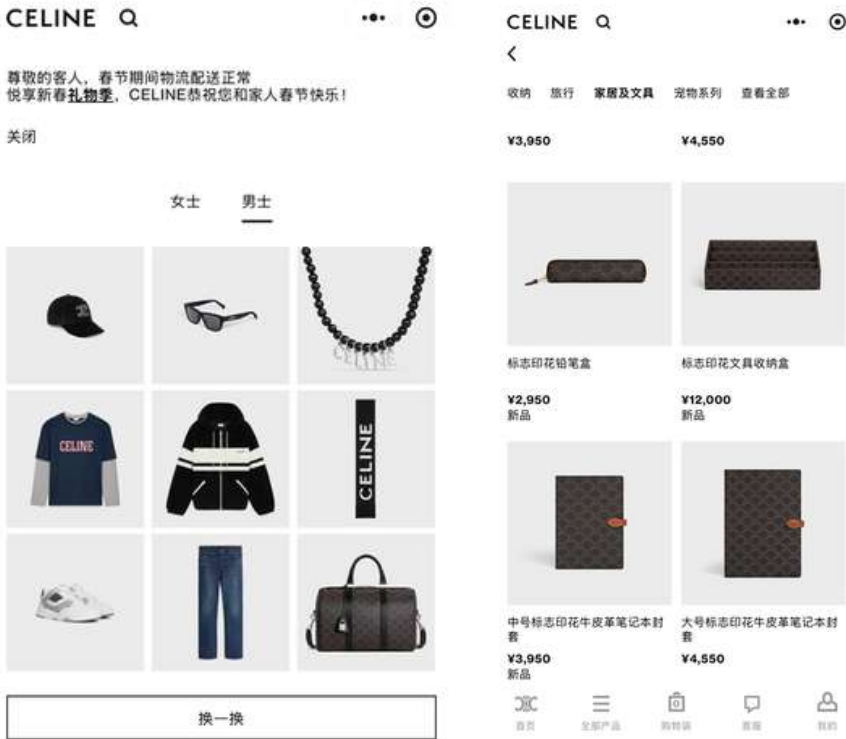 CELINE
尊敬的客人，春节期间物流配送正常
悦享新春礼物季，CELINE恭祝您和家人春节快乐！
关闭
女士 男士
CELINE
CELINE
CELINE
换一换
CELINE
收纳 旅行 家居及文具 宠物系列 查看全部
¥3,950 ¥4,550
标志印花铅笔盒 标志印花文具收纳盒
¥2,950 ¥12,000
新品 新品
中号标志印花牛皮革笔记本封 大号标志印花牛皮革笔记本封
套 套
¥3,950 ¥4,550
新品
0
首页 全部产品 购物袋 客服 我的